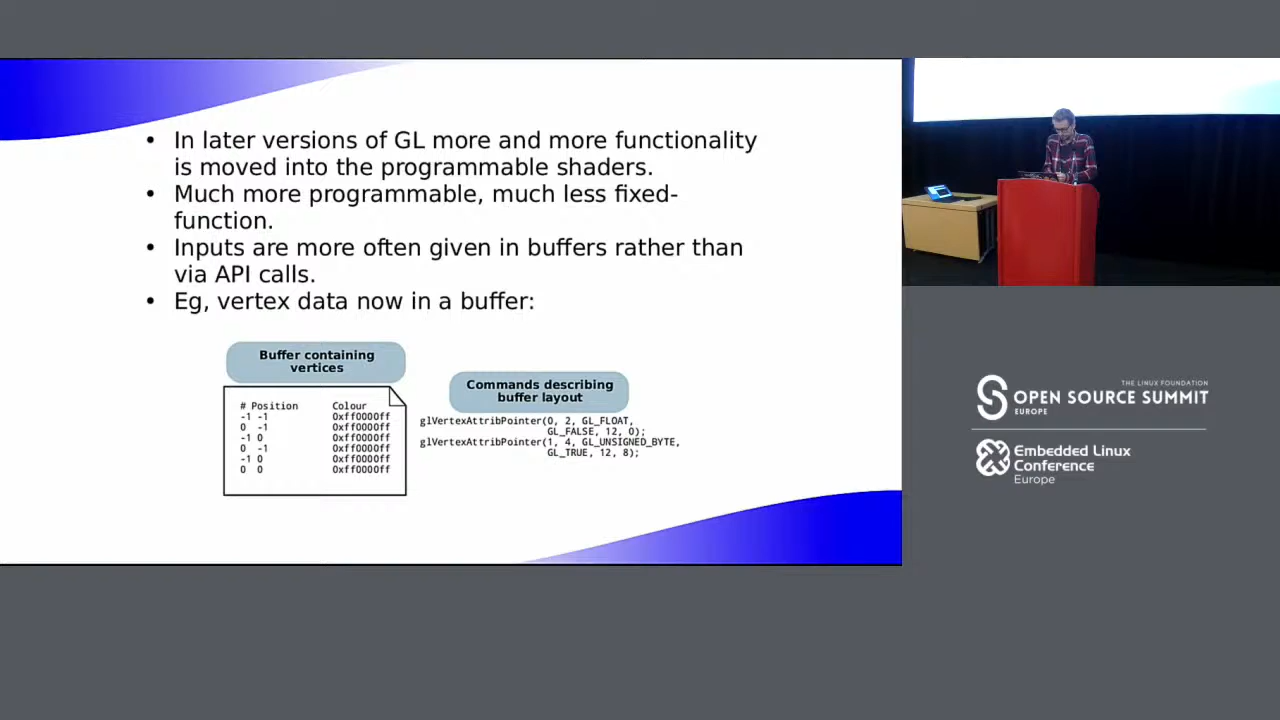 • In later versions of GL more and more functionality
is moved into the programmable shaders.
• Much more programmable, much less fixed-
function.
• Inputs are more often given in buffers rather than
via API calls.
• Eg, vertex data now in a buffer:
Buffer containing
vertices
# Position Colour
-1 -1 0xff0000ff
0 -1 0xff0000ff
-1 0 0xff0000ff
0 -1 0xff0000ff
-1 0 0xff0000ff
0 0 0xff0000ff
Commands describing
buffer layout
glVertexAttribPointer(0, 2, GL_FLOAT,
GL_FALSE, 12, 0);
glVertexAttribPointer(1, 4, GL_UNSIGNED_BYTE,
GL_TRUE, 12, 8);
THE LINUX FOUNDATION
OPEN SOURCE SUMMIT
EUROPE
Embedded Linux
Conference
Europe